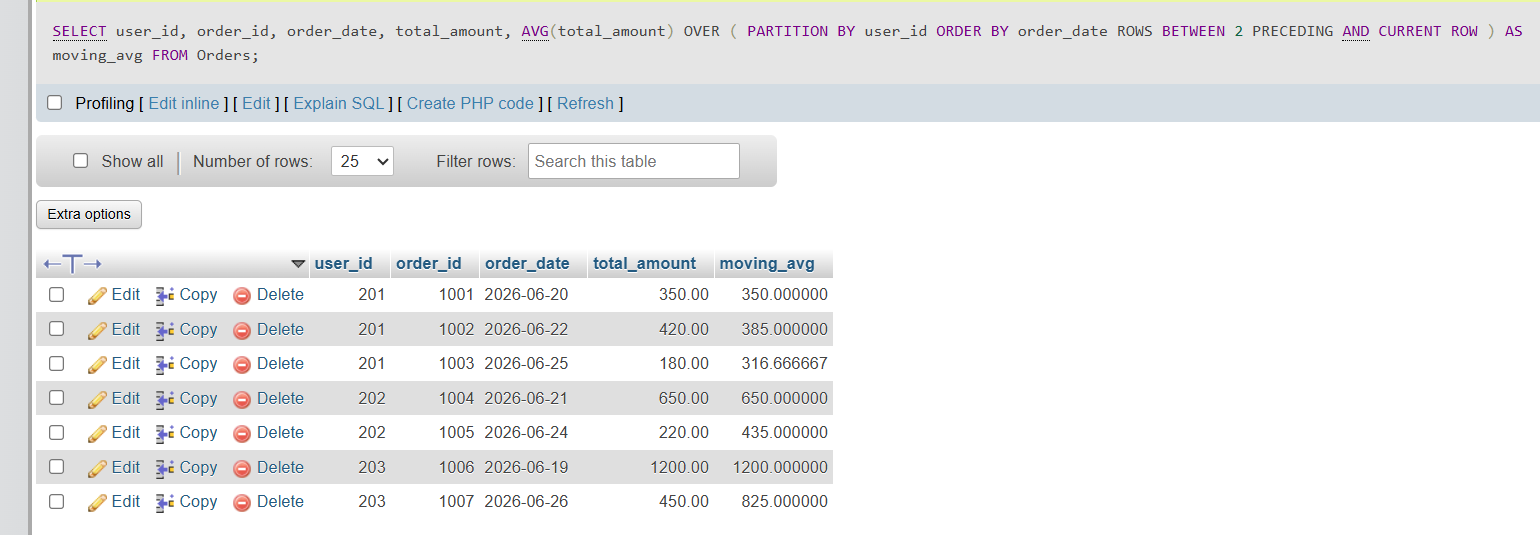 SELECT user_id, order_id, order_date, total_amount, AVG(total_amount) OVER ( PARTITION BY user_id ORDER BY order_date ROWS BETWEEN 2 PRECEDING AND CURRENT ROW ) AS
moving_avg FROM Orders;
Profiling [ Edit inline ] [ Edit ] [ Explain SQL ] [ Create PHP code ] [ Refresh ]
Show all Number of rows: 25 Filter rows: Search this table
Extra options
←T→ user_id order_id order_date total_amount moving_avg
Edit Copy Delete 201 1001 2026-06-20 350.00 350.000000
Edit Copy Delete 201 1002 2026-06-22 420.00 385.000000
Edit Copy Delete 201 1003 2026-06-25 180.00 316.666667
Edit Copy Delete 202 1004 2026-06-21 650.00 650.000000
Edit Copy Delete 202 1005 2026-06-24 220.00 435.000000
Edit Copy Delete 203 1006 2026-06-19 1200.00 1200.000000
Edit Copy Delete 203 1007 2026-06-26 450.00 825.000000